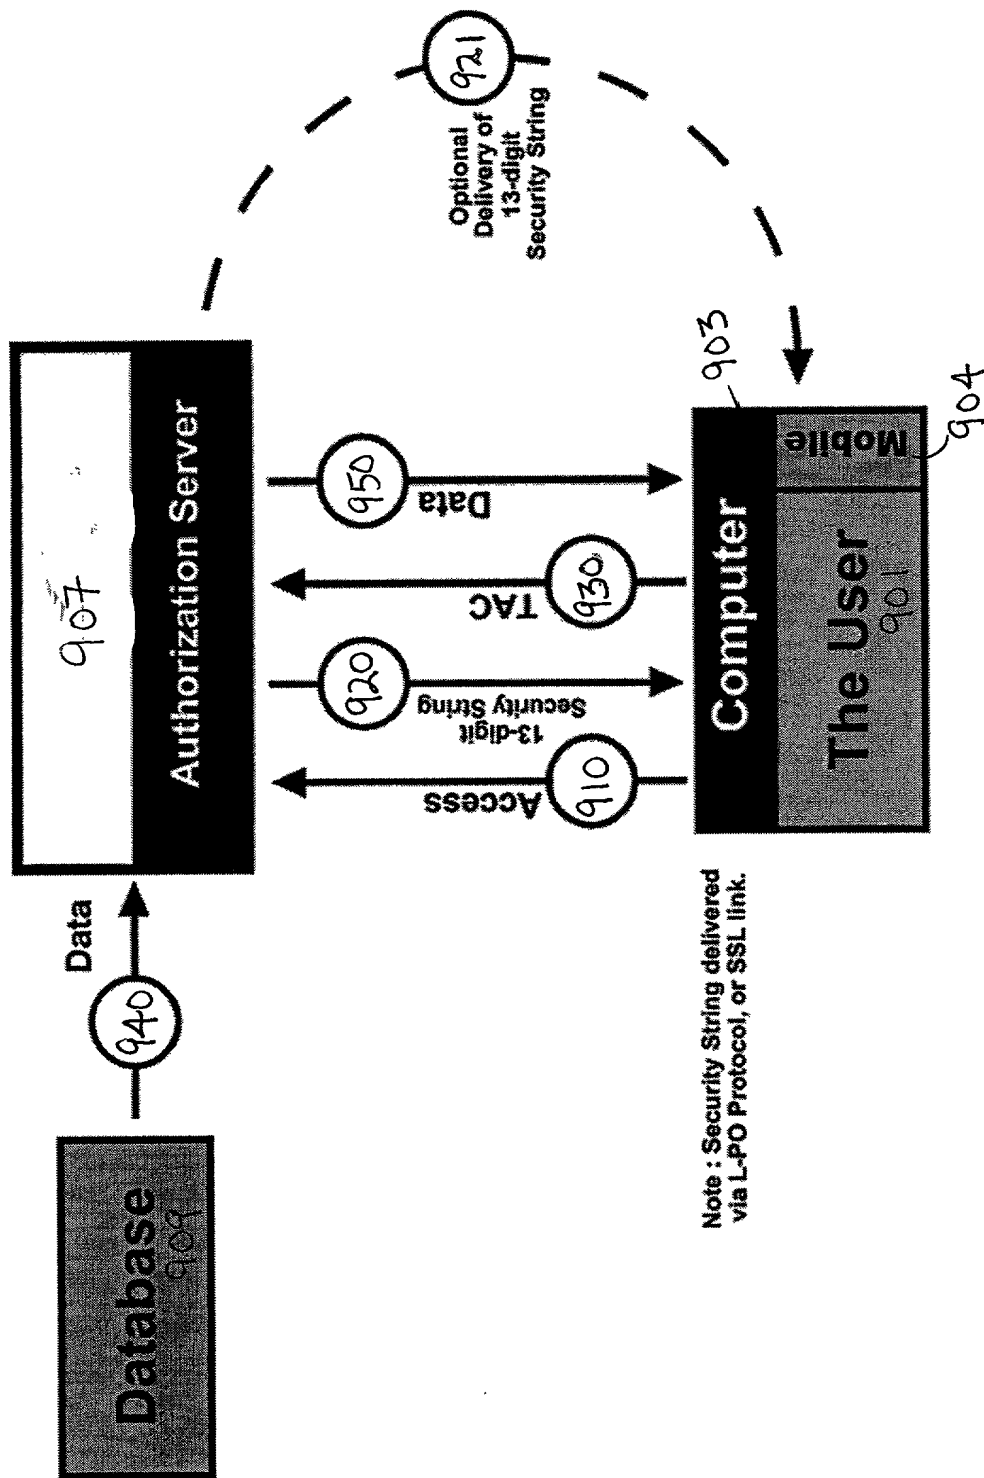 Database
909
940
Data
907
Authorization Server
Access
910
13-digit
Security String
920
TAC
930
Data
950
Optional
Delivery of
13-digit
Security String
921
Computer
903
The User
901
Mobile
904
Note : Security String delivered
via L-PO Protocol, or SSL link.